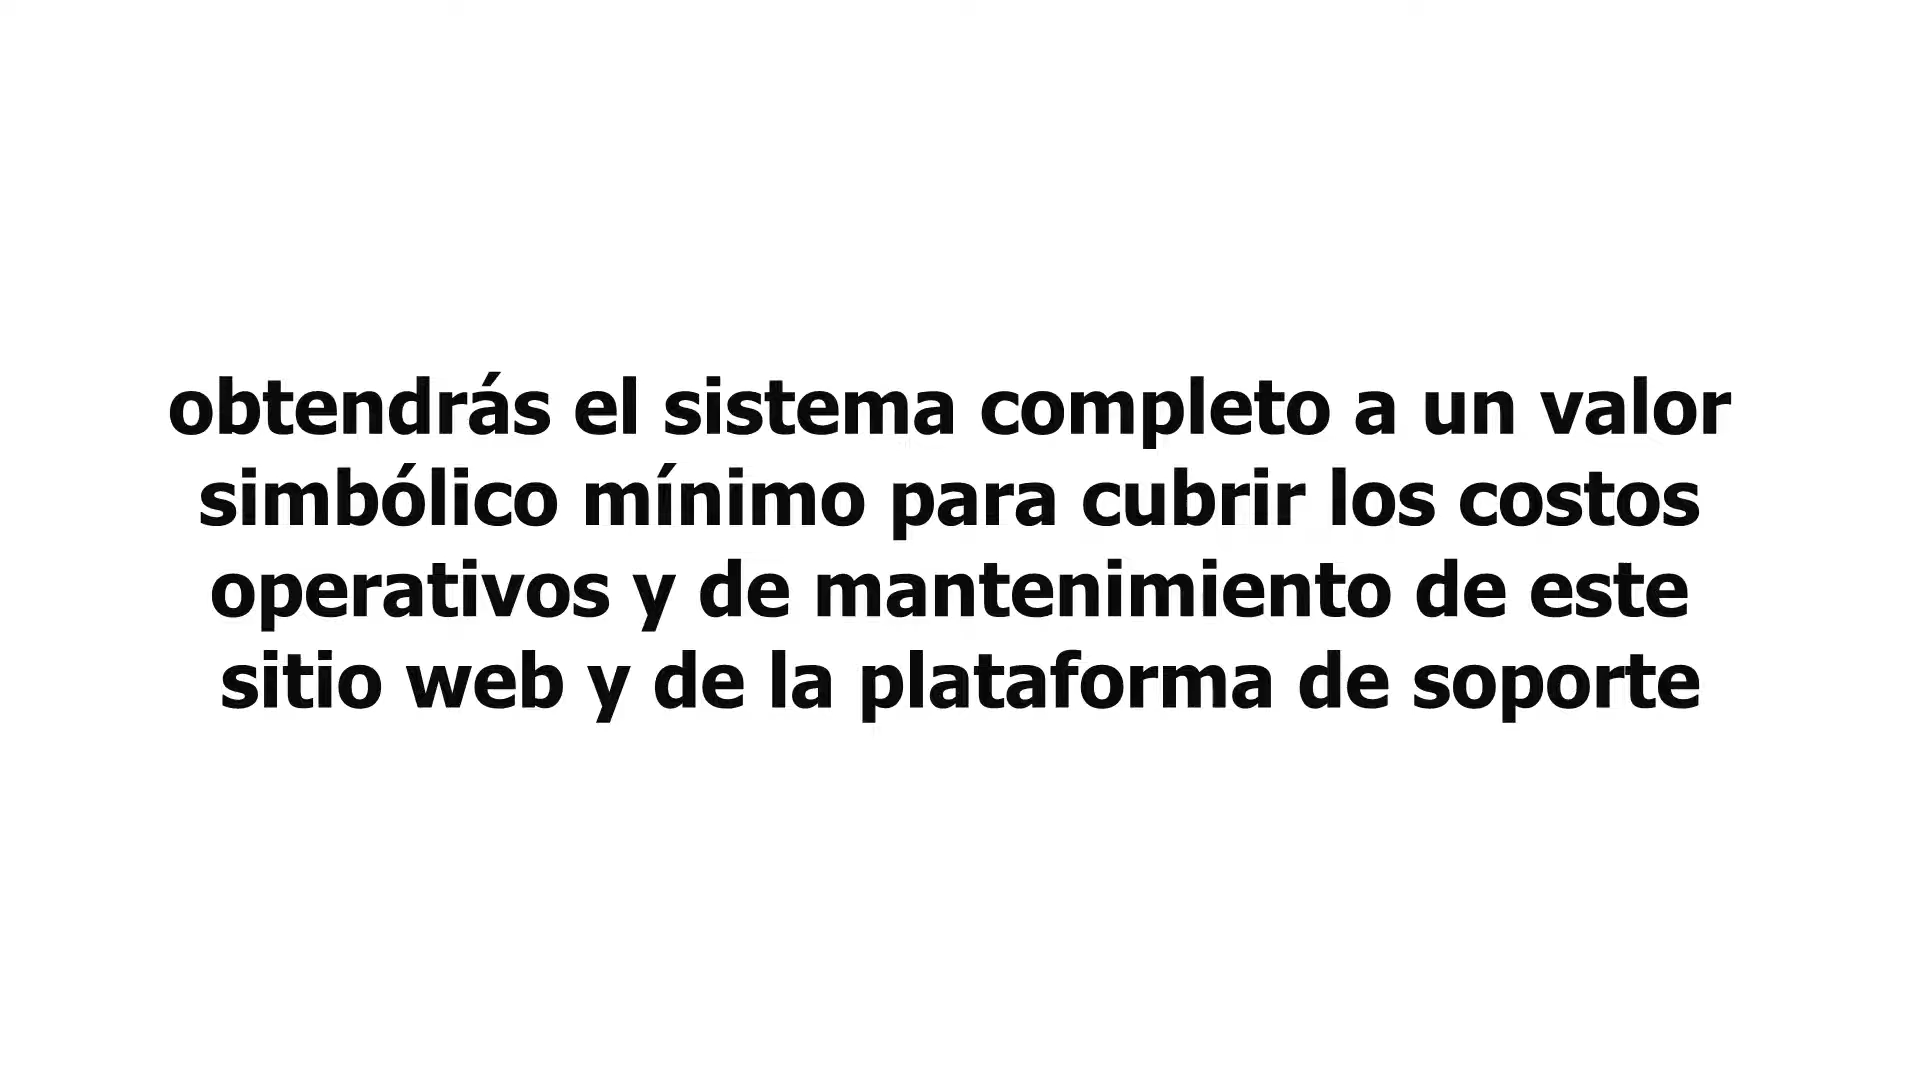 obtendrás el sistema completo a un valor
simbólico mínimo para cubrir los costos
operativos y de mantenimiento de este
sitio web y de la plataforma de soporte